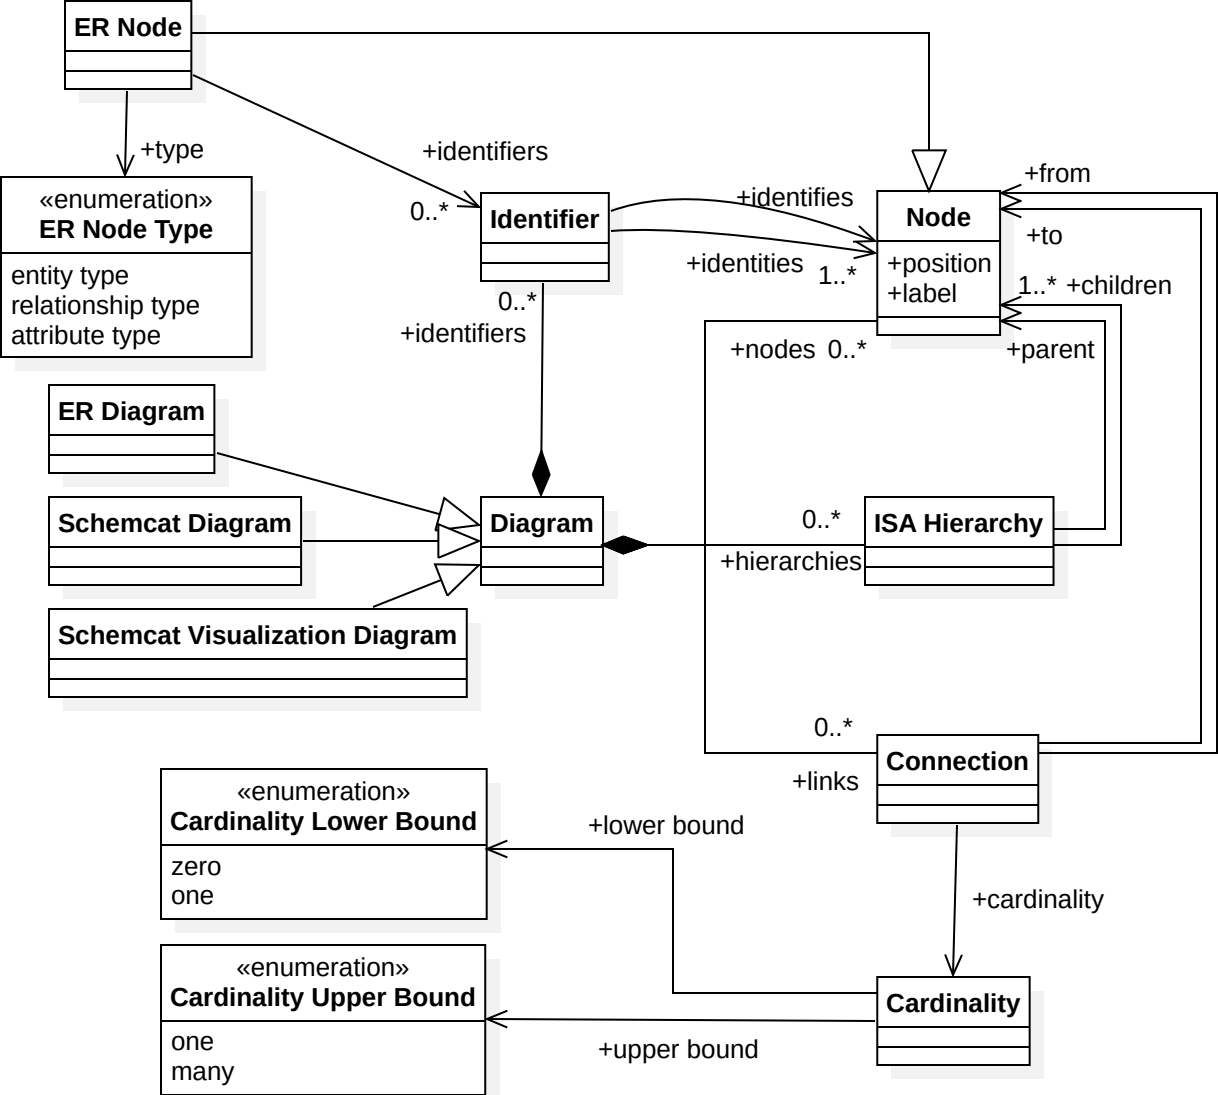 ER Node
+type
+identifiers
0..*
«enumeration»
ER Node Type
entity type
relationship type
attribute type
Identifier
+identifies
+identities
1..*
+from
Node
+position
+label
+to
1..*
+children
+nodes
0..*
+parent
0..*
+identifiers
ER Diagram
Schemcat Diagram
Diagram
0..*
+hierarchies
ISA Hierarchy
Schemcat Visualization Diagram
0..*
+links
Connection
«enumeration»
Cardinality Lower Bound
zero
one
+lower bound
+cardinality
«enumeration»
Cardinality Upper Bound
one
many
+upper bound
Cardinality